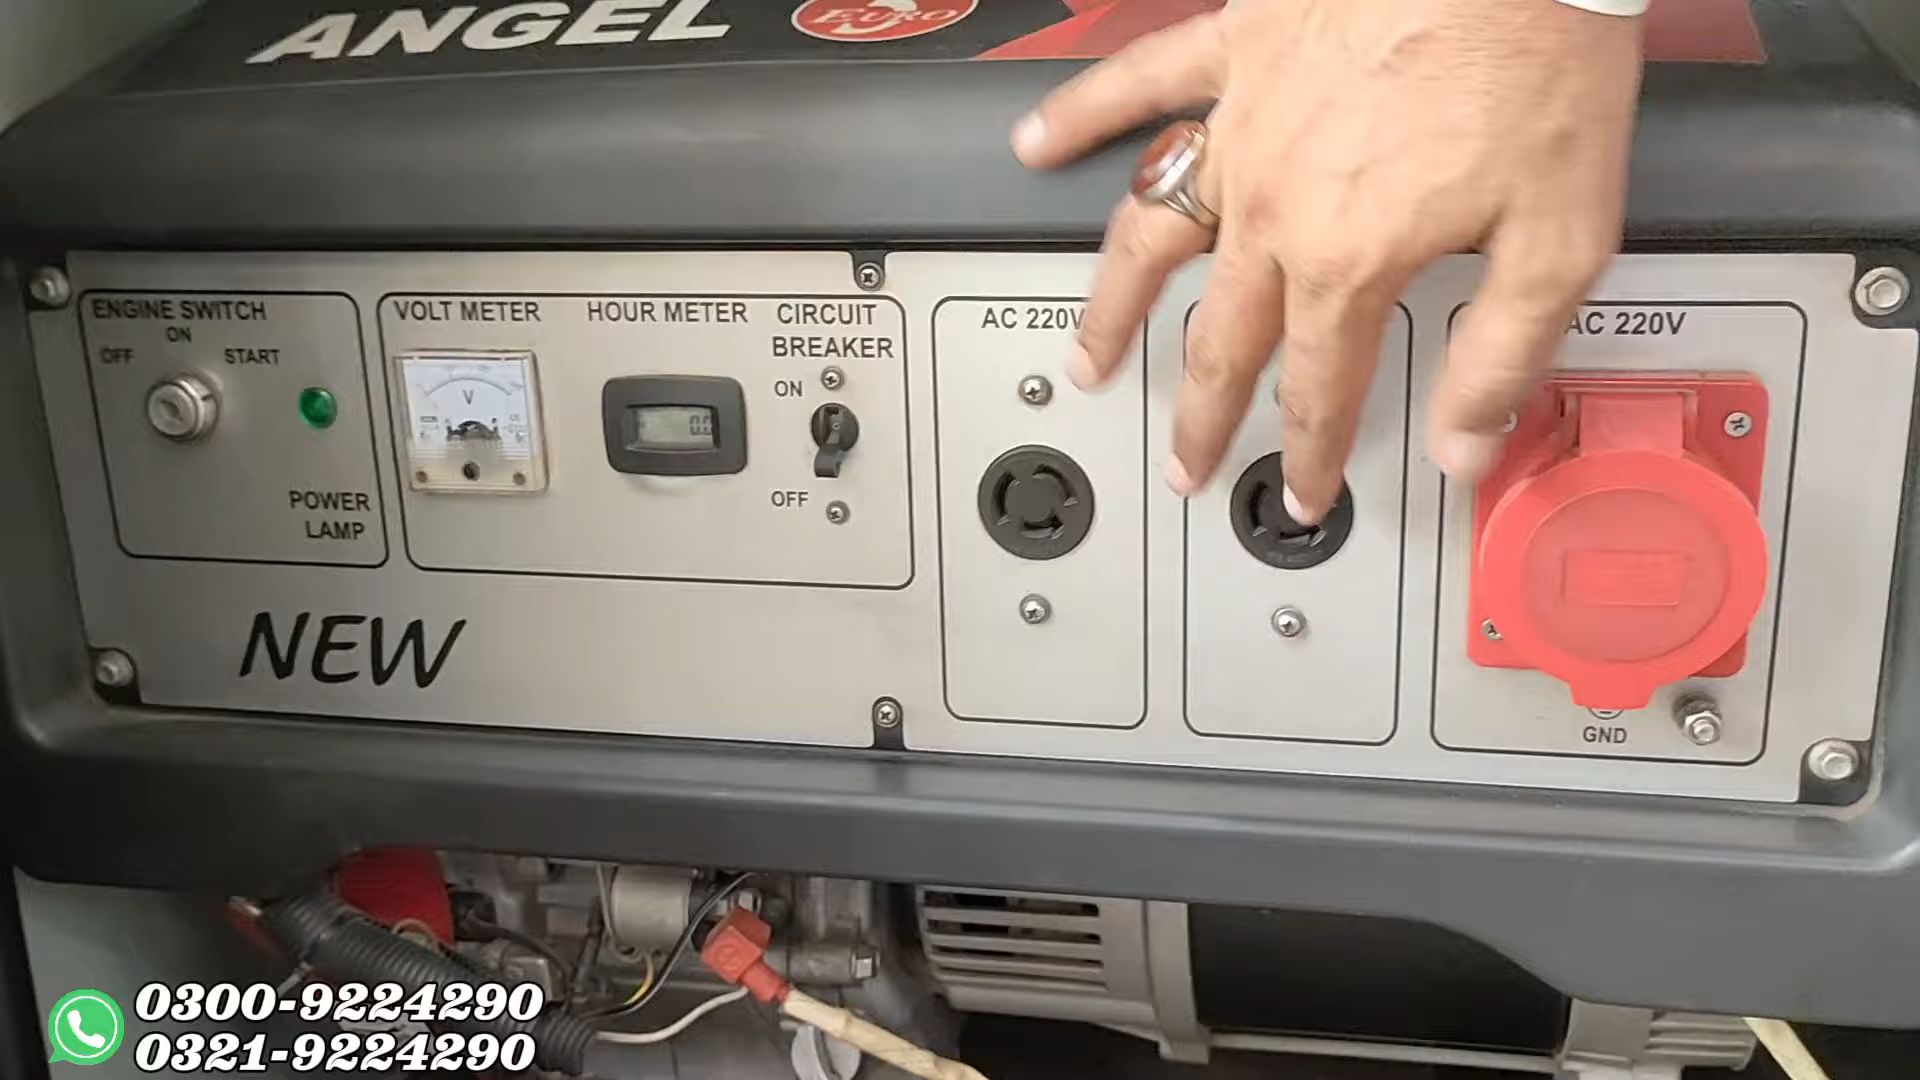 ANGEL
EURO
ENGINE SWITCH
ON
OFF
START
POWER
LAMP
VOLT METER
V
HOUR METER
CIRCUIT
BREAKER
ON
OFF
AC 220V
AC 220V
GND
NEW
0300-9224290
0321-9224290